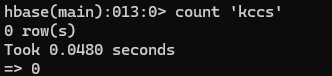 hbase(main):013:0> count 'kccs'
0 row(s)
Took 0.0480 seconds
=> 0